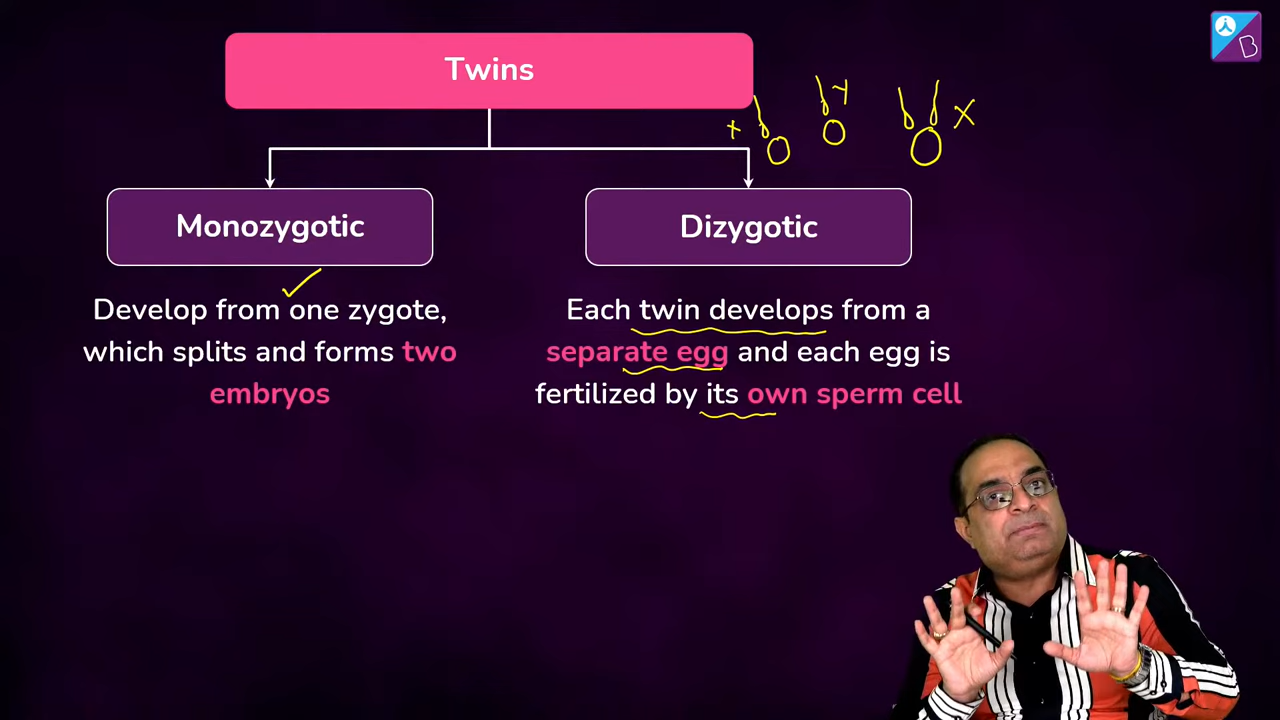 Twins
x
y
X
Monozygotic
Dizygotic
Develop from one zygote,
which splits and forms two
embryos
Each twin develops from a
separate egg and each egg is
fertilized by its own sperm cell